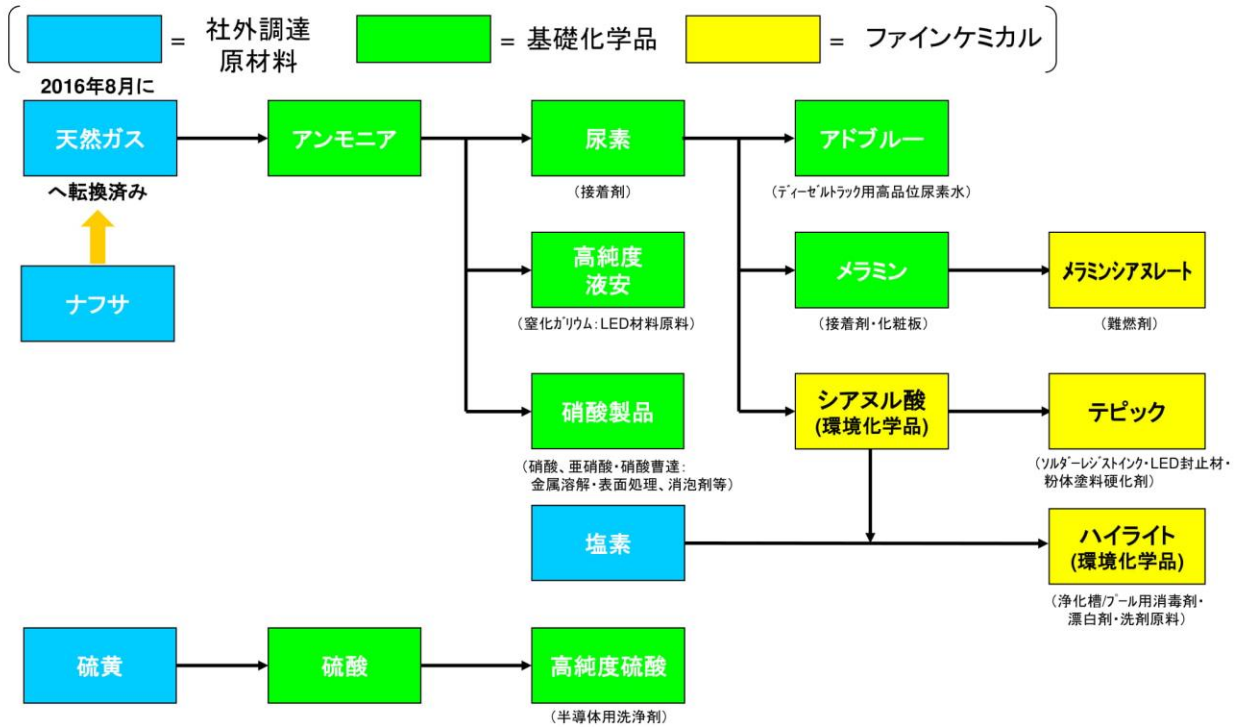 = 社外調達
原材料
= 基礎化学品
= ファインケミカル
2016年8月に
天然ガス
へ転換済み
ナフサ
アンモニア
尿素
(接着剤)
アドブルー
(ディーゼルトラック用高品位尿素水)
高純度
液安
(窒化ガリウム：LED材料原料)
メラミン
(接着剤・化粧板)
メラミンシアヌレート
(難燃剤)
硝酸製品
(硝酸、亜硝酸・硝酸曹達：
金属溶解・表面処理、消泡剤等)
シアヌル酸
(環境化学品)
テピック
(ソルダーレジストインク・LED封止材・
粉体塗料硬化剤)
塩素
ハイライト
(環境化学品)
(浄化槽/プール用消毒剤・
漂白剤・洗剤原料)
硫黄
硫酸
高純度硫酸
(半導体用洗浄剤)